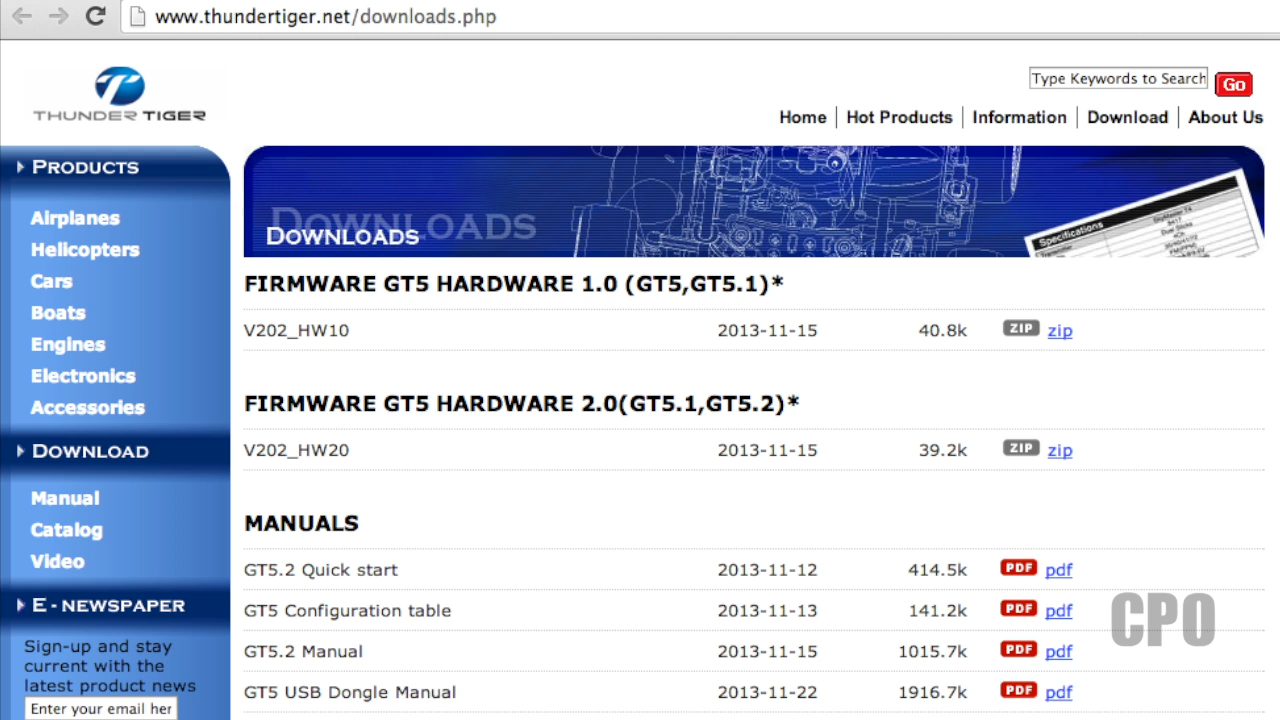 www.thundertiger.net/downloads.php
THUNDER TIGER
Type Keywords to Search
Go
Home
Hot Products
Information
Download
About Us
PRODUCTS
Airplanes
Helicopters
Cars
Boats
Engines
Electronics
Accessories
DOWNLOAD
Manual
Catalog
Video
E - NEWSPAPER
Sign-up and stay
current with the
latest product news
Enter your email her
DOWNLOADS
DOWNLOADS
Specifications
FIRMWARE GT5 HARDWARE 1.0 (GT5,GT5.1)*
V202_HW10 2013-11-15 40.8k ZIP zip
FIRMWARE GT5 HARDWARE 2.0(GT5.1,GT5.2)*
V202_HW20 2013-11-15 39.2k ZIP zip
MANUALS
GT5.2 Quick start 2013-11-12 414.5k PDF pdf
GT5 Configuration table 2013-11-13 141.2k PDF pdf
GT5.2 Manual 2013-11-15 1015.7k PDF pdf
GT5 USB Dongle Manual 2013-11-22 1916.7k PDF pdf
CPO